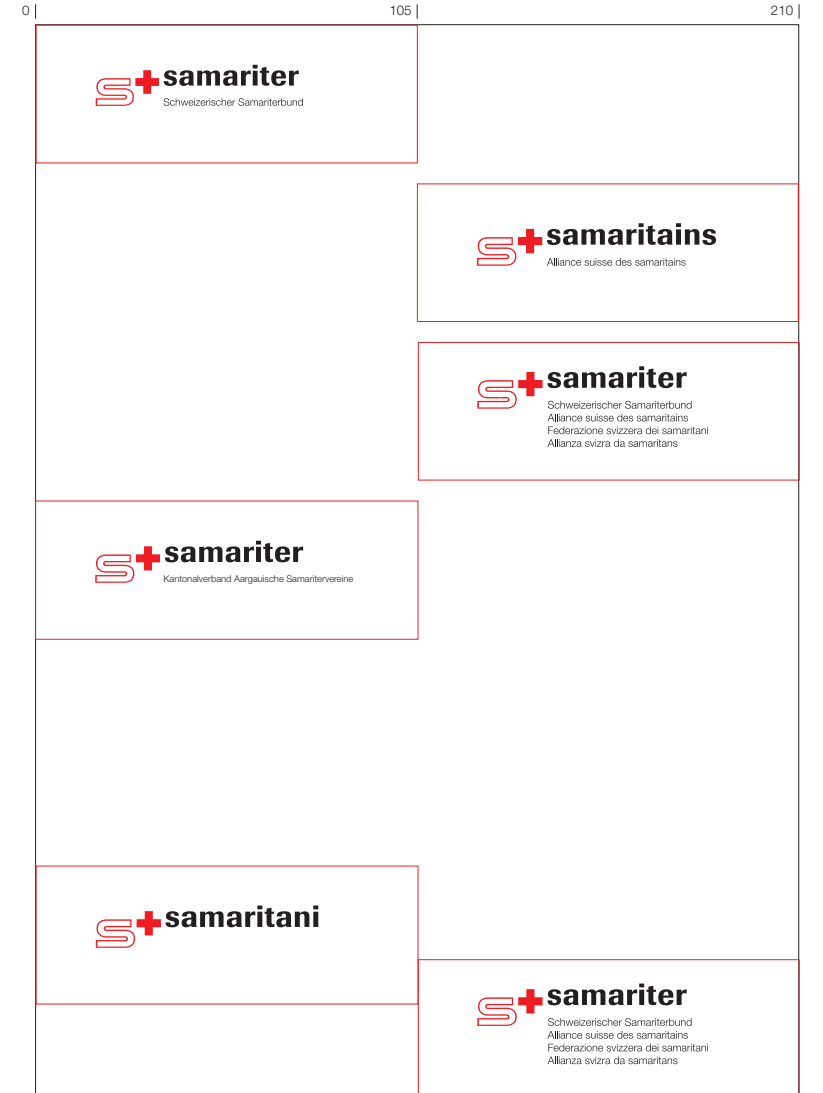 0 105 210
samariter
Schweizerischer Samariterbund
samaritains
Alliance suisse des samaritains
samariter
Schweizerischer Samariterbund
Alliance suisse des samaritains
Federazione svizzera dei samaritani
Allianza svizra da samaritans
samariter
Kantonalverband Aargauische Samaritervereine
samaritani
samariter
Schweizerischer Samariterbund
Alliance suisse des samaritains
Federazione svizzera dei samaritani
Allianza svizra da samaritans